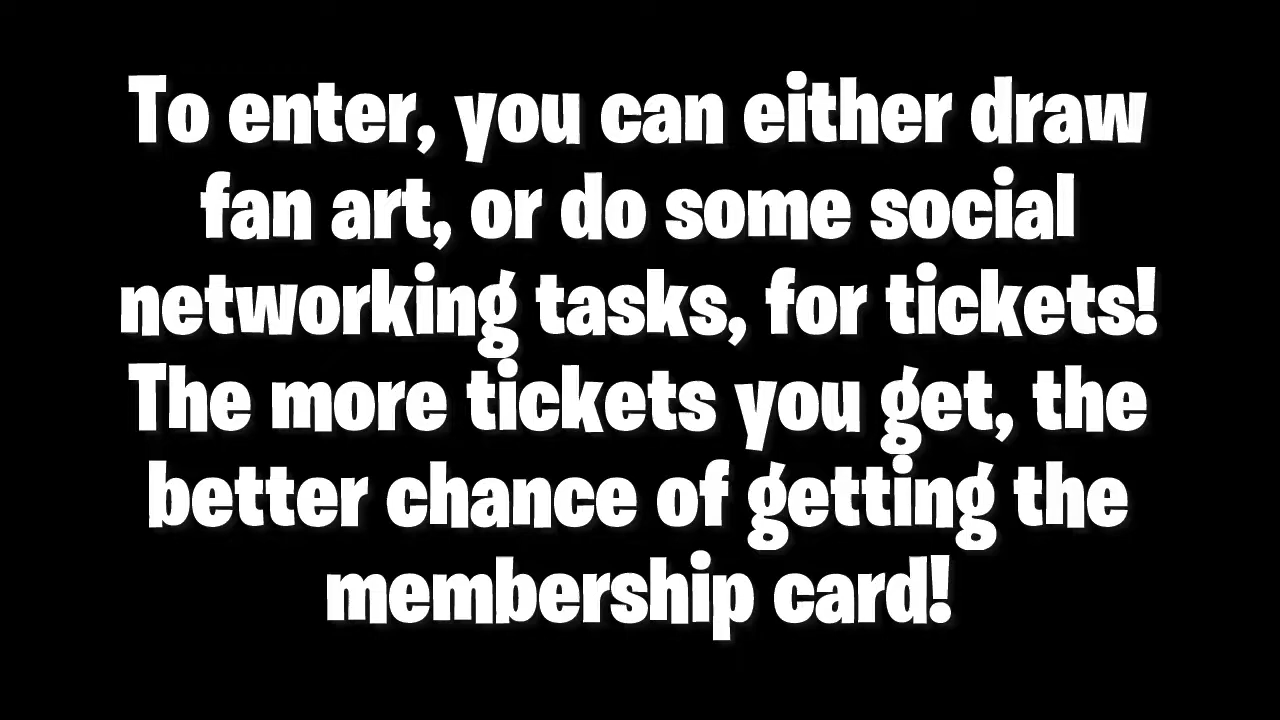 To enter, you can either draw
fan art, or do some social
networking tasks, for tickets!
The more tickets you get, the
better chance of getting the
membership card!